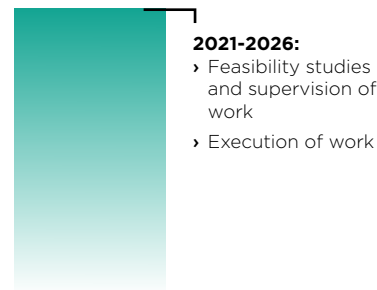 2021-2026:
› Feasibility studies
and supervision of
work
› Execution of work